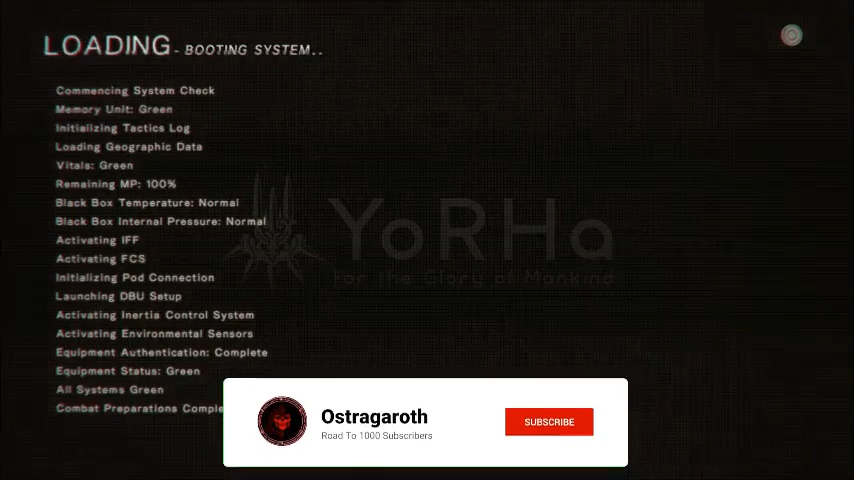 LOADING - BOOTING SYSTEM..
Commencing System Check
Memory Unit: Green
Initializing Tactics Log
Loading Geographic Data
Vitals: Green
Remaining MP: 100%
Black Box Temperature: Normal
Black Box Internal Pressure: Normal
Activating IFF
Activating FCS
Initializing Pod Connection
Launching DBU Setup
Activating Inertia Control System
Activating Environmental Sensors
Equipment Authentication: Complete
Equipment Status: Green
All Systems Green
Combat Preparations Comple
YoRHa
For the Glory of Mankind
Ostragaroth
Road To 1000 Subscribers
SUBSCRIBE